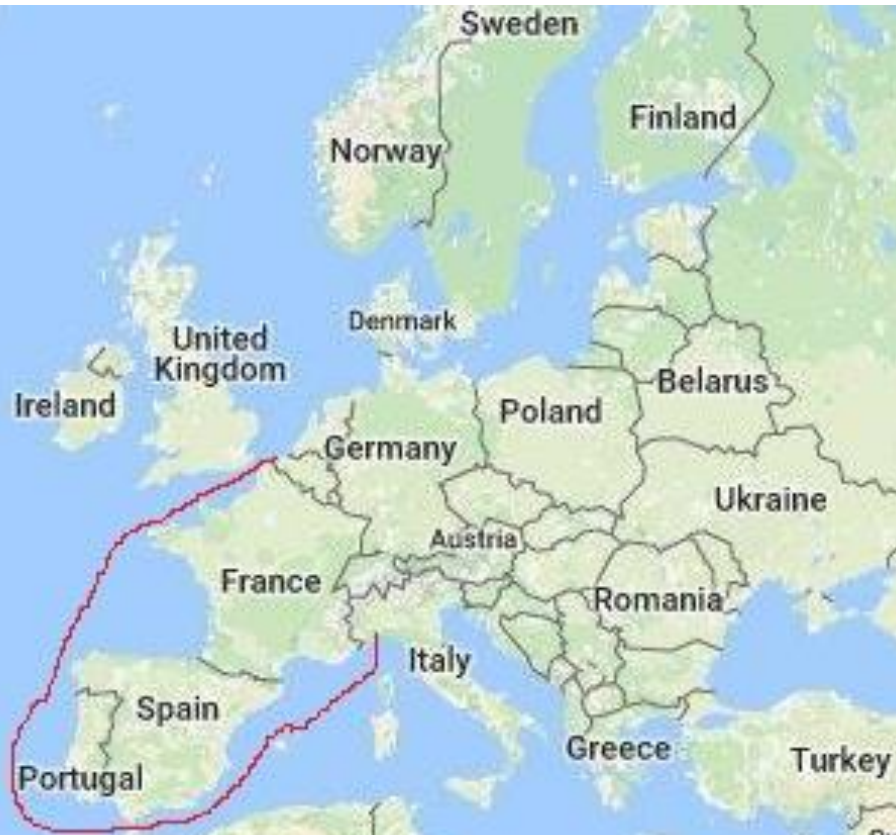 Sweden
Finland
Norway
Denmark
United
Kingdom
Ireland
Belarus
Poland
Germany
Ukraine
Austria
France
Romania
Italy
Spain
Greece
Turkey
Portugal